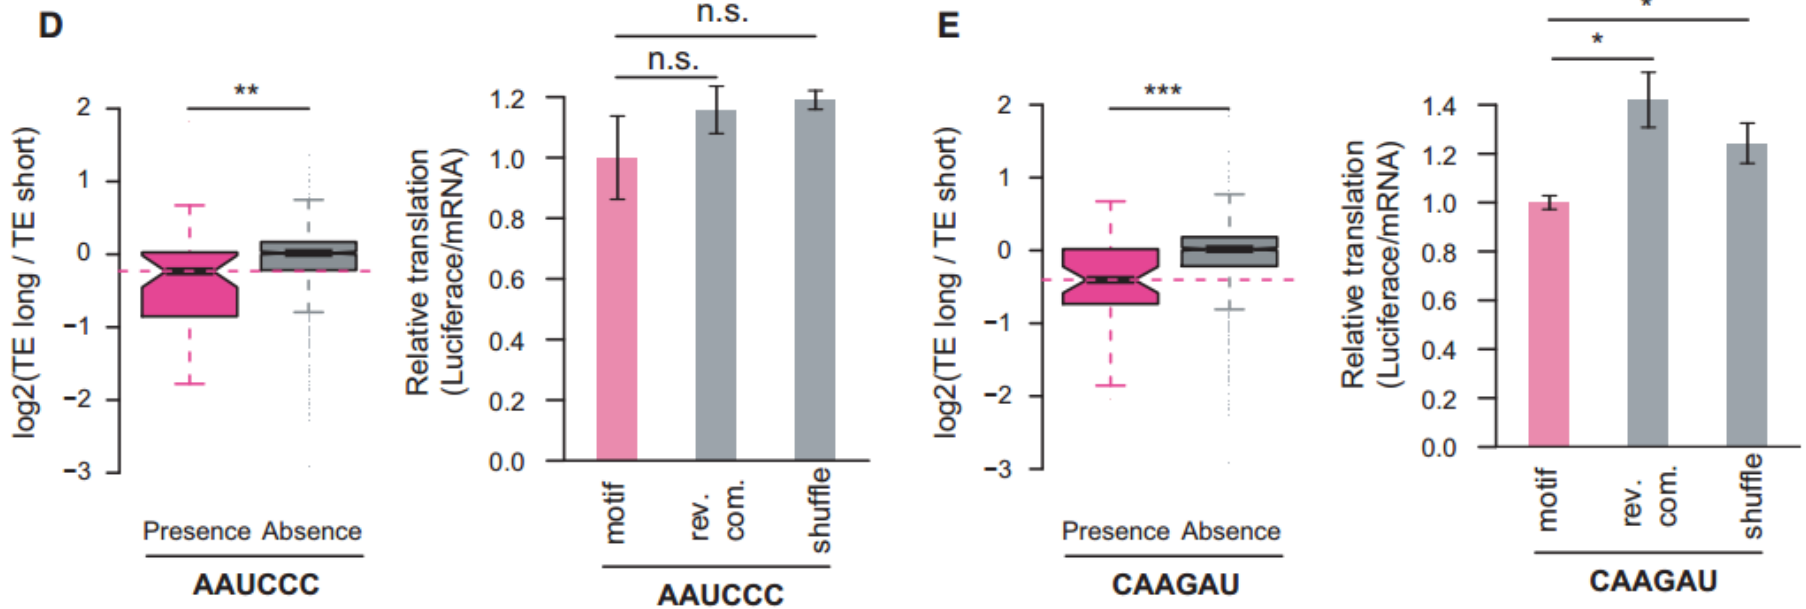 D
**
2
1
0
−1
−2
−3
log2(TE long / TE short)
Presence Absence
AAUCCC
n.s.
n.s.
1.2
1.0
0.8
0.6
0.4
0.2
0.0
Relative translation
(Luciferace/mRNA)
motif
rev.
com.
shuffle
AAUCCC
E
***
2
1
0
−1
−2
−3
log2(TE long / TE short)
Presence Absence
CAAGAU
*
*
1.4
1.2
1.0
0.8
0.6
0.4
0.2
0.0
Relative translation
(Luciferace/mRNA)
motif
rev.
com.
shuffle
CAAGAU